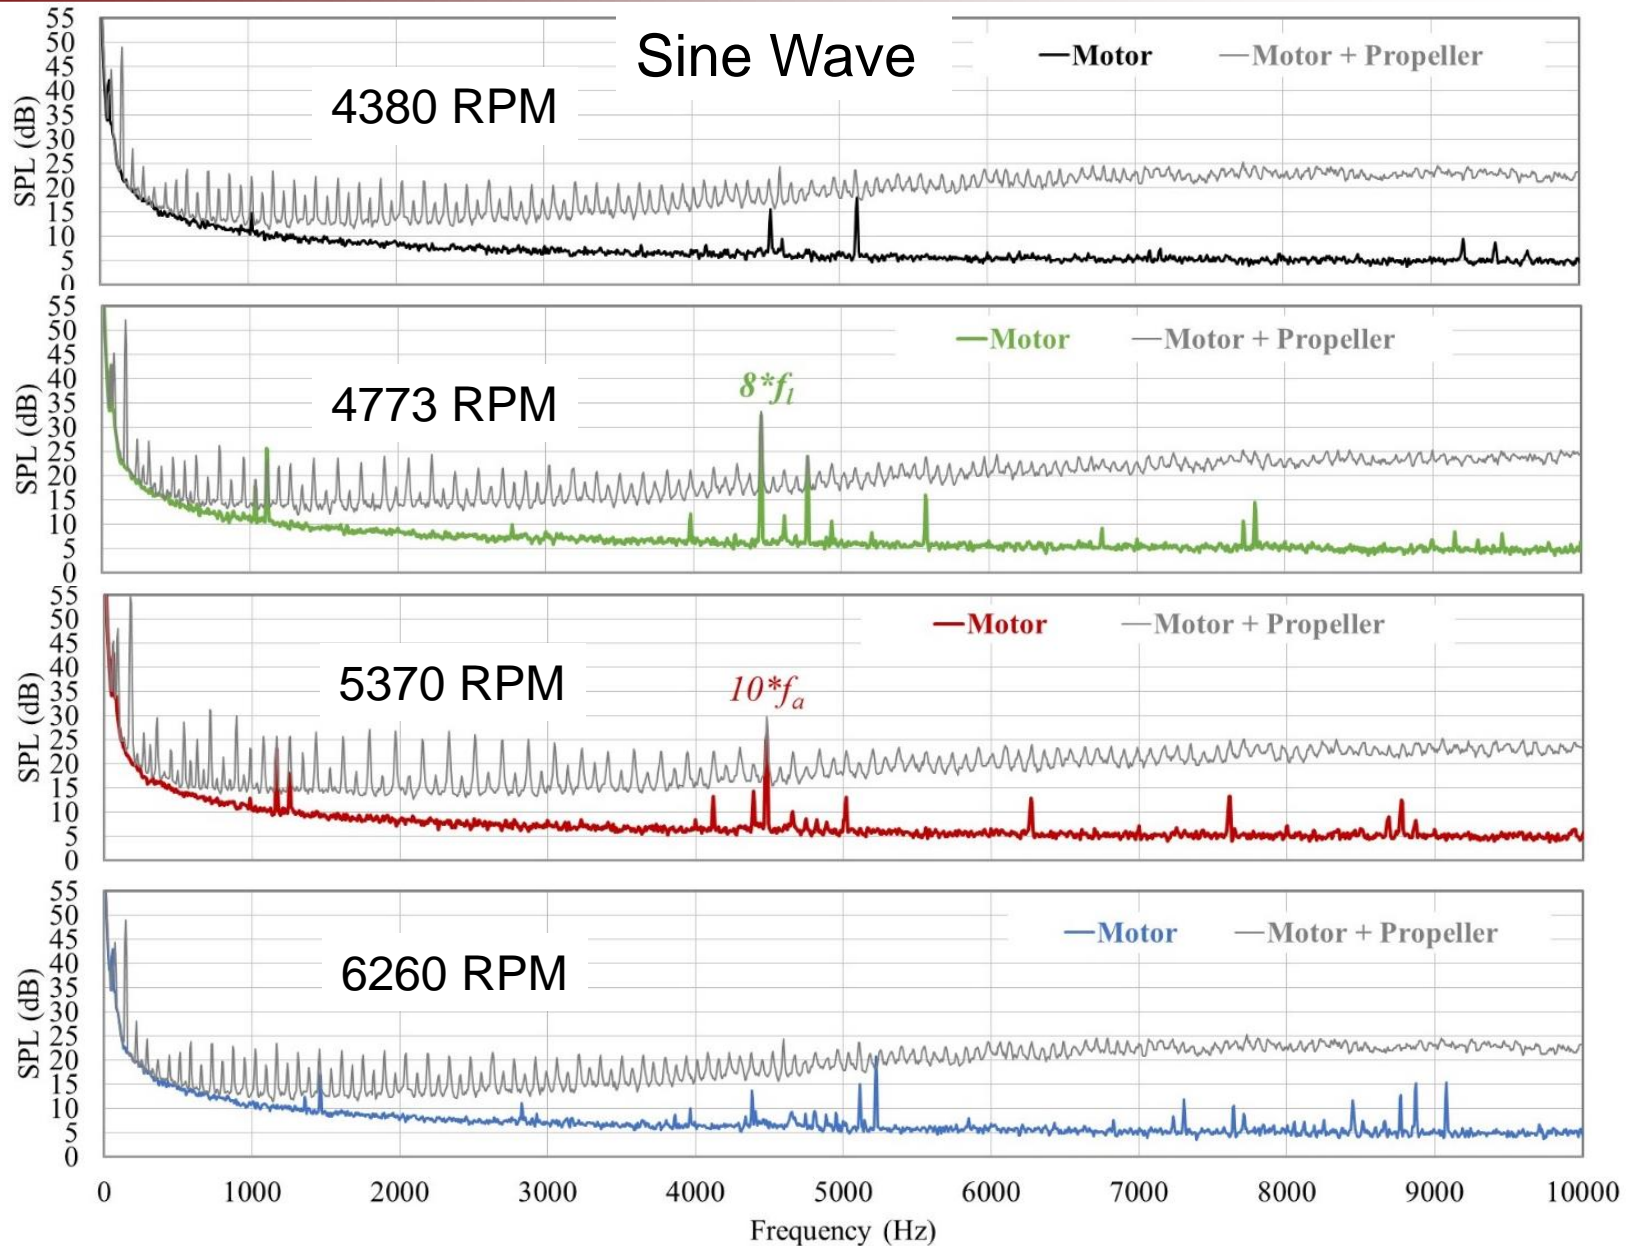 Sine Wave
Motor
Motor + Propeller
4380 RPM
SPL (dB)
55
50
45
40
35
30
25
20
15
10
5
0
Motor
Motor + Propeller
4773 RPM
8*f₁
SPL (dB)
55
50
45
40
35
30
25
20
15
10
5
0
Motor
Motor + Propeller
5370 RPM
10*fₐ
SPL (dB)
55
50
45
40
35
30
25
20
15
10
5
0
Motor
Motor + Propeller
6260 RPM
SPL (dB)
55
50
45
40
35
30
25
20
15
10
5
0
0 1000 2000 3000 4000 5000 6000 7000 8000 9000 10000
Frequency (Hz)